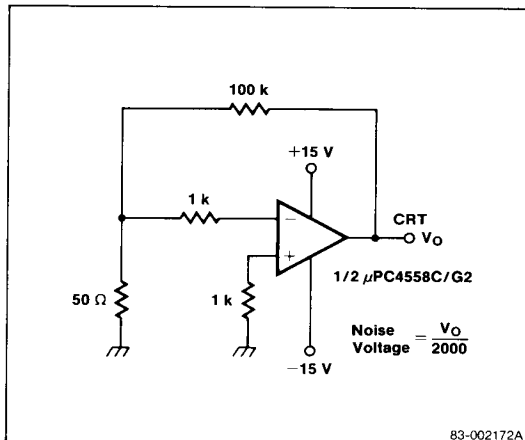 100 k
+15 V
1 k
−
CRT
V_O
+
1/2 µPC4558C/G2
50 Ω
1 k
Noise Voltage = V_O / 2000
−15 V
83-002172A